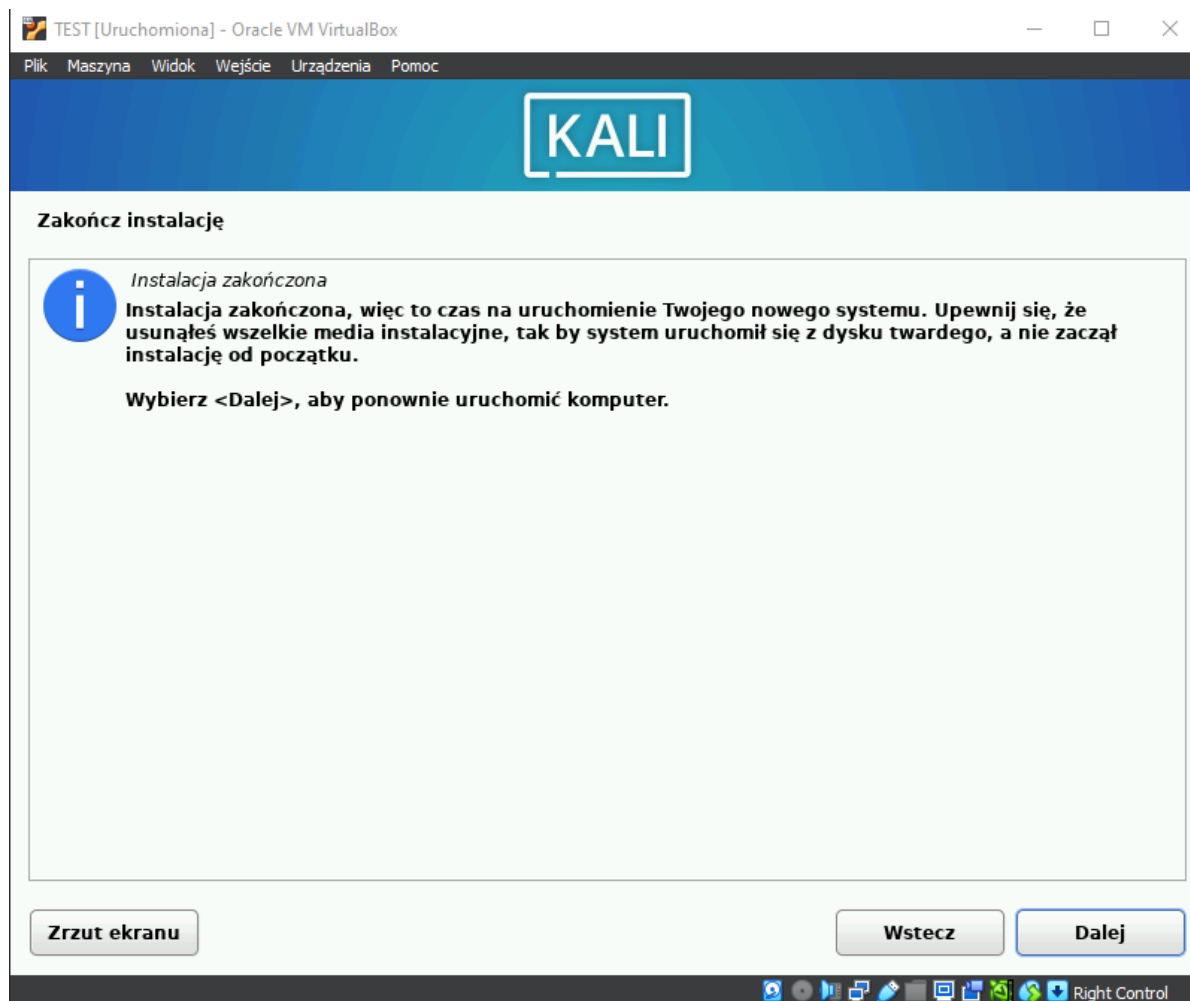 TEST [Uruchomiona] - Oracle VM VirtualBox
Plik Maszyna Widok Wejście Urządzenia Pomoc
KALI
Zakończ instalację
Instalacja zakończona
Instalacja zakończona, więc to czas na uruchomienie Twojego nowego systemu. Upewnij się, że
usunąłeś wszelkie media instalacyjne, tak by system uruchomił się z dysku twardego, a nie zaczął
instalację od początku.
Wybierz <Dalej>, aby ponownie uruchomić komputer.
Zrzut ekranu
Wstecz
Dalej
Right Control